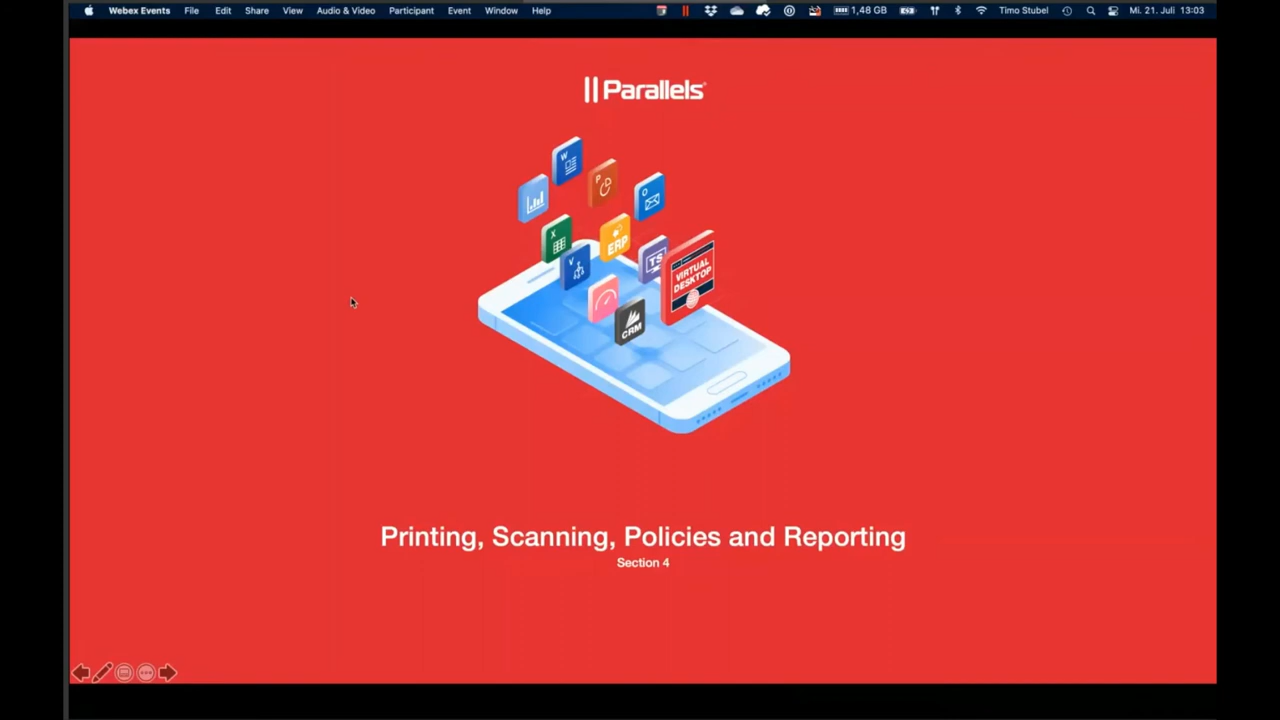 Webex Events File Edit Share View Audio & Video Participant Event Window Help 1,48 GB Timo Stubel Mi. 21. Juli 13:03
Parallels
W
P
O
X
ERP
V
TS
VIRTUAL
DESKTOP
CRM
Printing, Scanning, Policies and Reporting
Section 4